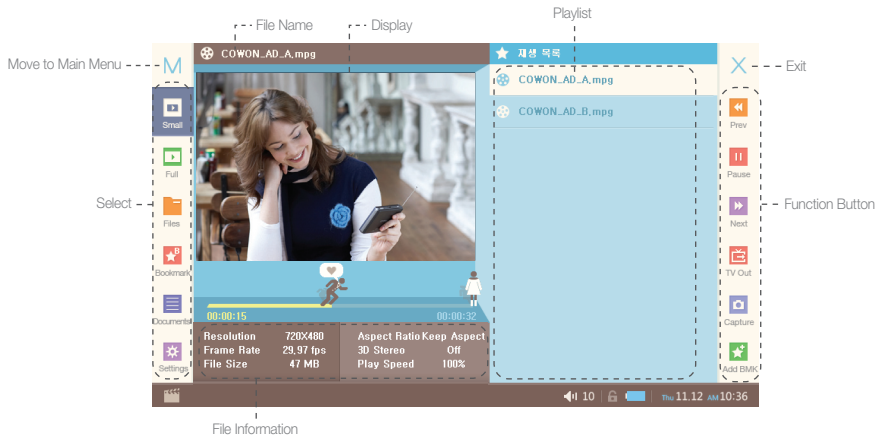 File Name
Display
Playlist
Move to Main Menu
M
COWON_AD_A.mpg
재생 목록
X
Exit
COWON_AD_A.mpg
COWON_AD_B.mpg
Select
Small
Full
Files
B
Bookmark
Documents
Settings
Prev
Pause
Next
TV Out
Capture
Add BMK
Function Button
00:00:15
00:00:32
Resolution 720X480
Frame Rate 29,97 fps
File Size 47 MB
Aspect Ratio Keep Aspect
3D Stereo Off
Play Speed 100%
10
Thu 11.12 AM 10:36
File Information